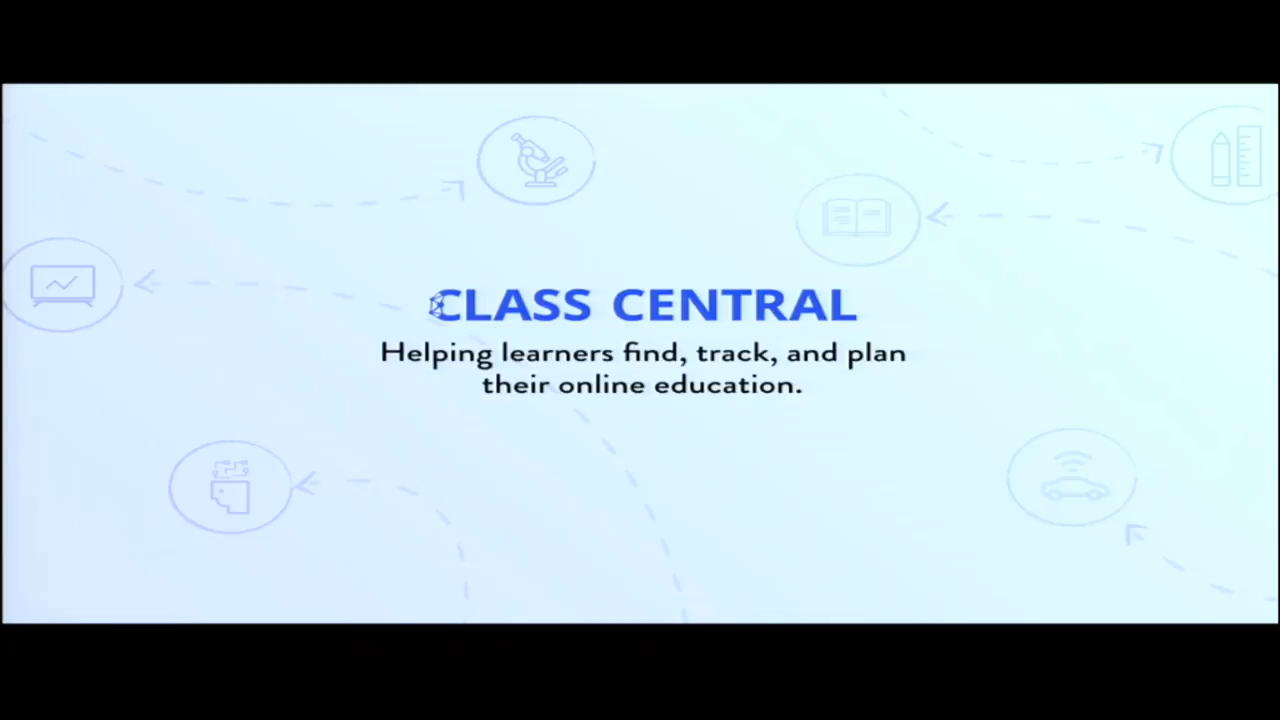 CLASS CENTRAL
Helping learners find, track, and plan
their online education.